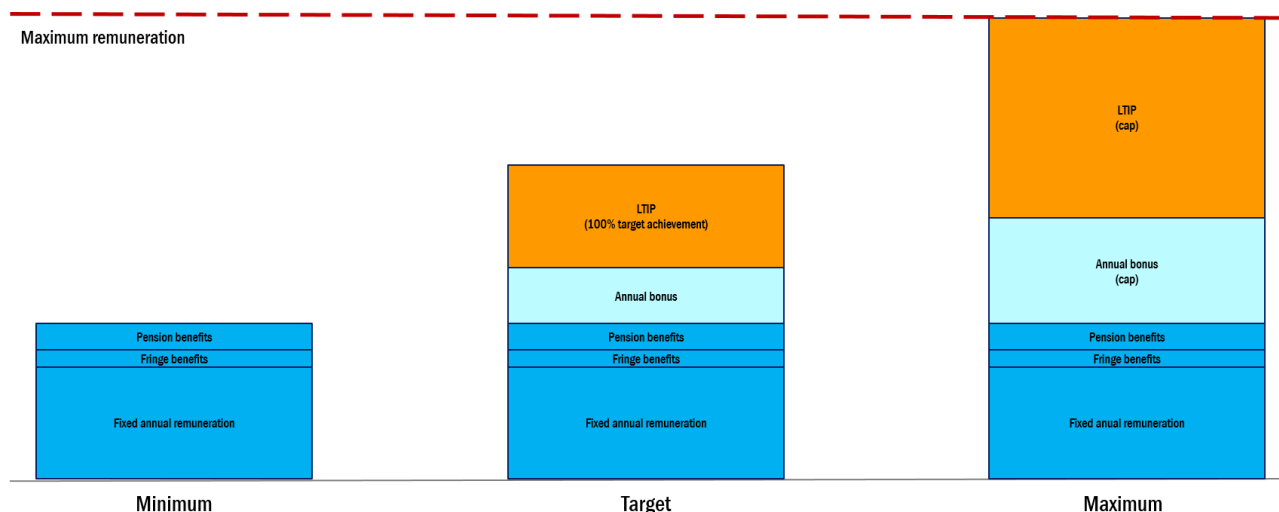 Maximum remuneration
LTIP
(cap)
LTIP
(100% target achievement)
Annual bonus
(cap)
Annual bonus
Pension benefits
Pension benefits
Pension benefits
Fringe benefits
Fringe benefits
Fringe benefits
Fixed annual remuneration
Fixed annual remuneration
Fixed anual remuneration
Minimum
Target
Maximum